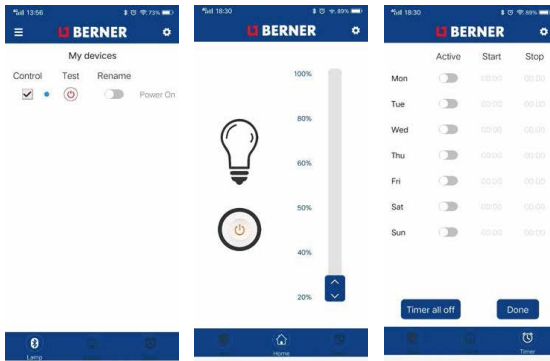 13:56
73%
BERNER
My devices
Control Test Rename
Power On
Lamp
18:30
89%
BERNER
100%
80%
60%
50%
40%
20%
Home
18:30
89%
BERNER
Active Start Stop
Mon 00:00 00:00
Tue 00:00 00:00
Wed 00:00 00:00
Thu 00:00 00:00
Fri 00:00 00:00
Sat 00:00 00:00
Sun 00:00 00:00
Timer all off Done
Timer